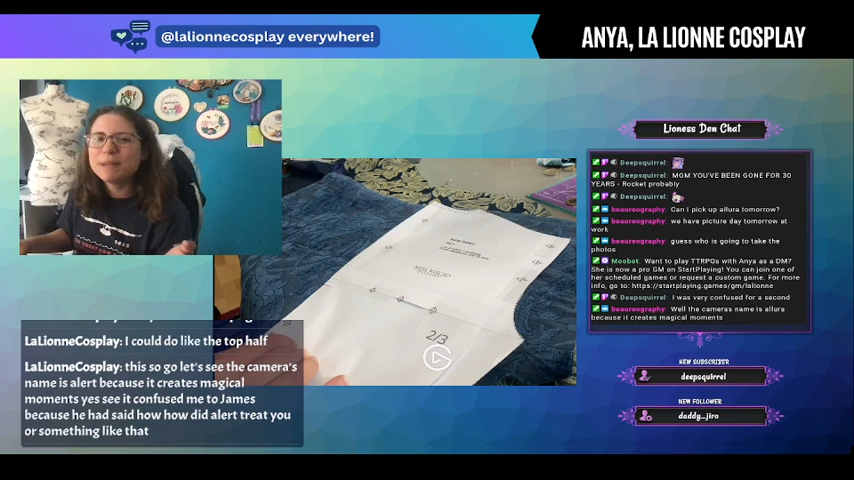 @lalionnecosplay everywhere!
ANYA, LA LIONNE COSPLAY
Lioness Den Chat
Deepsquirrel:
Deepsquirrel: MOM YOU'VE BEEN GONE FOR 30
YEARS - Rocket probably
Deepsquirrel:
beaureography: Can I pick up allura tomorrow?
beaureography: we have picture day tomorrow at
work
beaureography: guess who is going to take the
photos
Moobot: Want to play TTRPGs with Anya as a DM?
She is now a pro GM on StartPlaying! You can join one of
her scheduled games or request a custom game. For more
info, go to: https://startplaying.games/gm/lalionne
Deepsquirrel: I was very confused for a second
beaureography: Well the cameras name is allura
because it creates magical moments
NEW SUBSCRIBER
deepsquirrel
NEW FOLLOWER
daddy_jiro
2/3
LaLionneCosplay: I could do like the top half
LaLionneCosplay: this so go let's see the camera's
name is alert because it creates magical
moments yes see it confused me to James
because he had said how how did alert treat you
or something like that